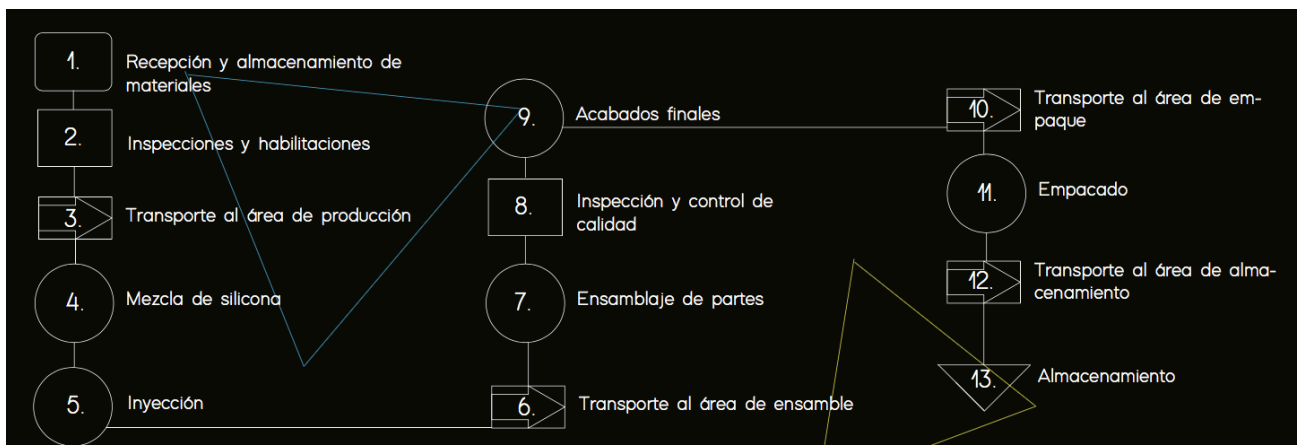 1.
Recepción y almacenamiento de
materiales
2.
Inspecciones y habilitaciones
3.
Transporte al área de producción
4.
Mezcla de silicona
5.
Inyección
6.
Transporte al área de ensamble
7.
Ensamblaje de partes
8.
Inspección y control de
calidad
9.
Acabados finales
10.
Transporte al área de em-
paque
11.
Empacado
12.
Transporte al área de alma-
cenamiento
13.
Almacenamiento